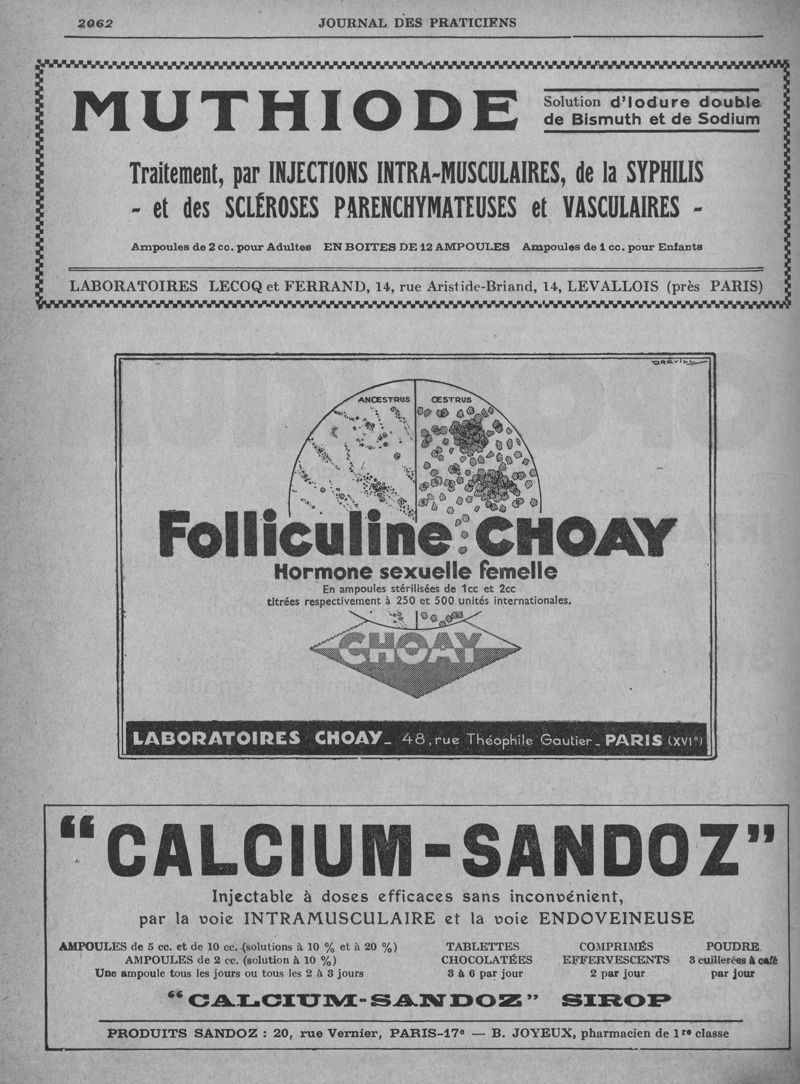 2062
JOURNAL DES PRATICIENS
MUTHIODE
Solution d'Iodure double
de Bismuth et de Sodium
Traitement, par INJECTIONS INTRA-MUSCULAIRES, de la SYPHILIS
- et des SCLÉROSES PARENCHYMATEUSES et VASCULAIRES -
Ampoules de 2 cc. pour Adultes EN BOITES DE 12 AMPOULES Ampoules de 1 cc. pour Enfants
LABORATOIRES LECOQ et FERRAND, 14, rue Aristide-Briand, 14, LEVALLOIS (près PARIS)
DRÉVILL
ANŒSTRUS ŒSTRUS
Folliculine CHOAY
Hormone sexuelle femelle
En ampoules stérilisées de 1cc et 2cc
titrées respectivement à 250 et 500 unités internationales.
CHOAY
LABORATOIRES CHOAY_ 48, rue Théophile Gautier_ PARIS (XVIe)
"CALCIUM-SANDOZ"
Injectable à doses efficaces sans inconvénient,
par la voie INTRAMUSCULAIRE et la voie ENDOVEINEUSE
AMPOULES de 5 cc. et de 10 cc. (solutions à 10 % et à 20 %)
AMPOULES de 2 cc. (solution à 10 %)
Une ampoule tous les jours ou tous les 2 à 3 jours
TABLETTES
CHOCOLATÉES
3 à 6 par jour
COMPRIMÉS
EFFERVESCENTS
2 par jour
POUDRE
3 cuillerées à café
par jour
"CALCIUM-SANDOZ" SIROP
PRODUITS SANDOZ : 20, rue Vernier, PARIS-17e — B. JOYEUX, pharmacien de 1re classe